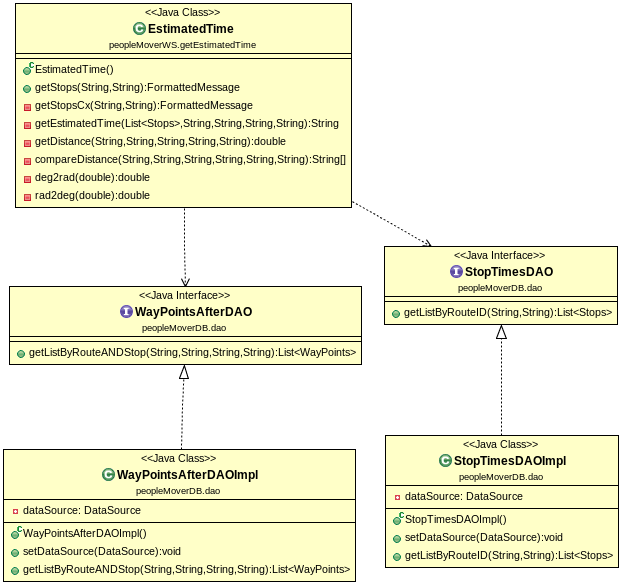 <<Java Class>>
EstimatedTime
peopleMoverWS.getEstimatedTime
EstimatedTime()
getStops(String,String):FormattedMessage
getStopsCx(String,String):FormattedMessage
getEstimatedTime(List<Stops>,String,String,String,String):String
getDistance(String,String,String,String,String):double
compareDistance(String,String,String,String,String,String):String[]
deg2rad(double):double
rad2deg(double):double
<<Java Interface>>
StopTimesDAO
peopleMoverDB.dao
getListByRouteID(String,String):List<Stops>
<<Java Interface>>
WayPointsAfterDAO
peopleMoverDB.dao
getListByRouteANDStop(String,String,String,String):List<WayPoints>
<<Java Class>>
WayPointsAfterDAOImpl
peopleMoverDB.dao
dataSource: DataSource
WayPointsAfterDAOImpl()
setDataSource(DataSource):void
getListByRouteANDStop(String,String,String,String):List<WayPoints>
<<Java Class>>
StopTimesDAOImpl
peopleMoverDB.dao
dataSource: DataSource
StopTimesDAOImpl()
setDataSource(DataSource):void
getListByRouteID(String,String):List<Stops>